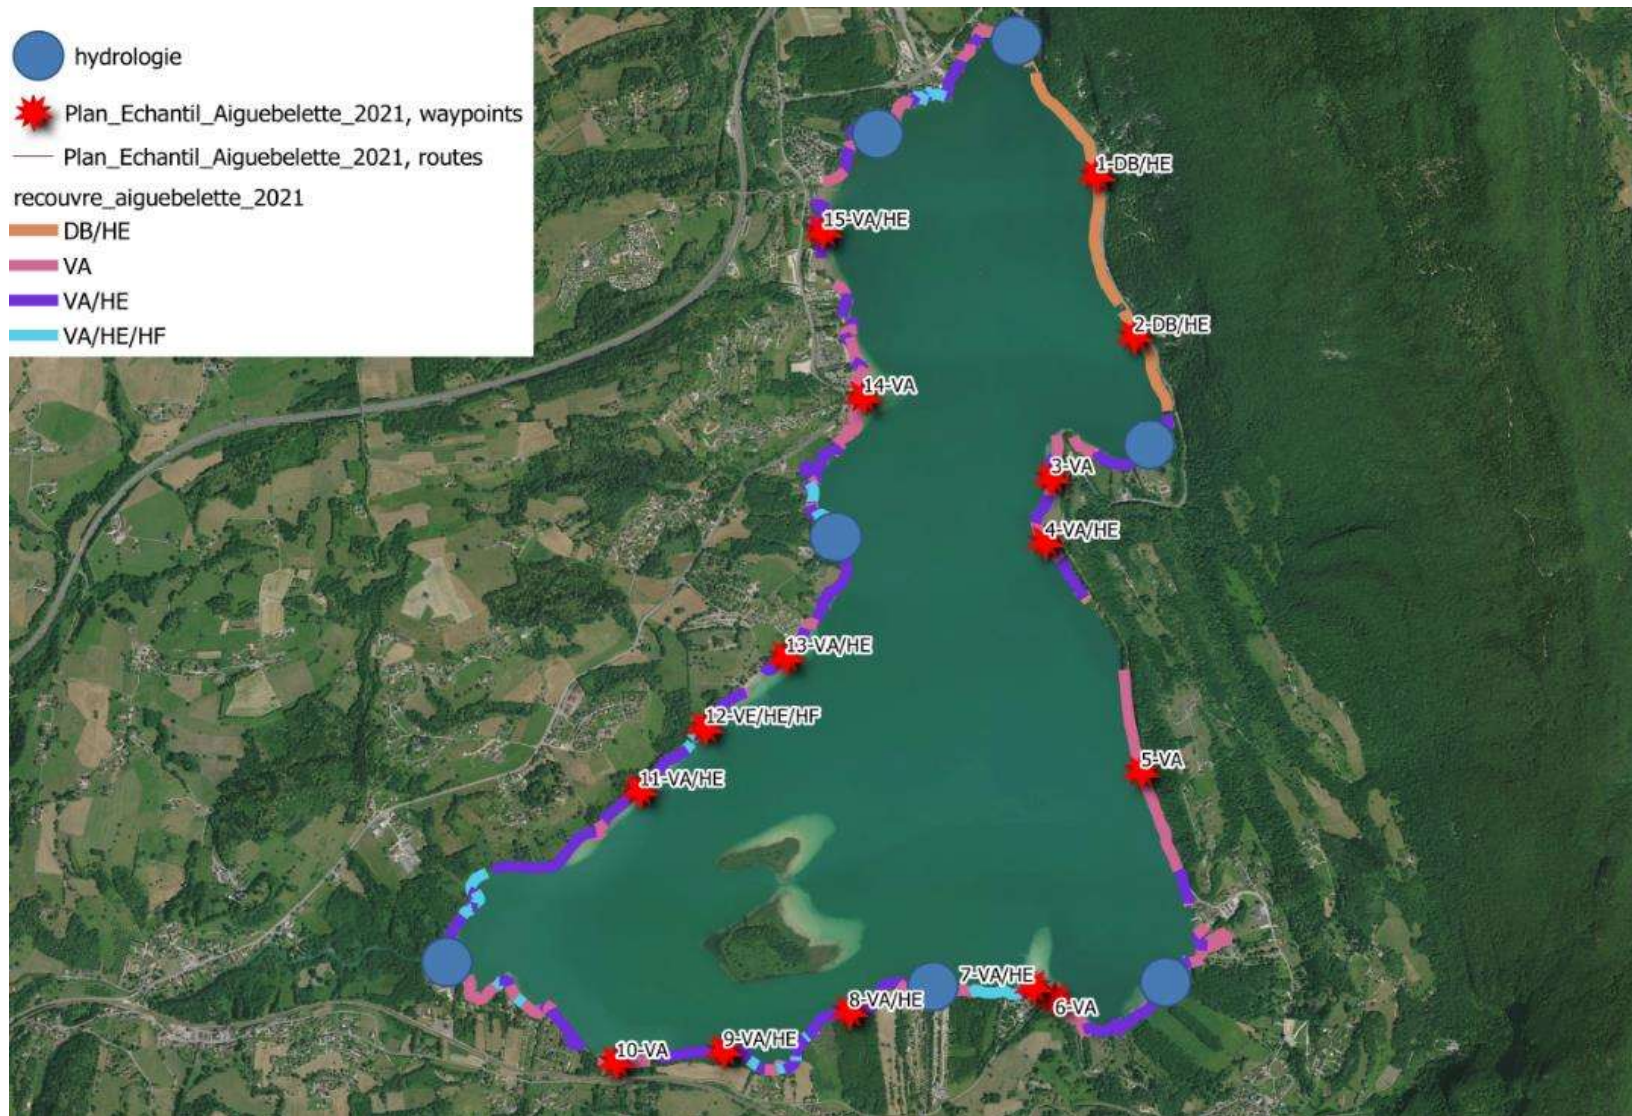 hydrologie
Plan_Echantil_Aiguebelette_2021, waypoints
Plan_Echantil_Aiguebelette_2021, routes
recouvre_aiguebelette_2021
DB/HE
VA
VA/HE
VA/HE/HF
1-DB/HE
15-VA/HE
2-DB/HE
14-VA
3-VA
4-VA/HE
13-VA/HE
12-VE/HE/HF
5-VA
11-VA/HE
7-VA/HE
8-VA/HE
6-VA
9-VA/HE
10-VA